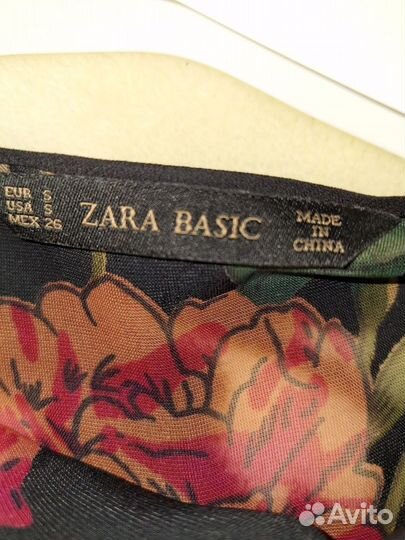 EUR S
USA S
MEX 26
ZARA BASIC
MADE
IN
CHINA
Avito